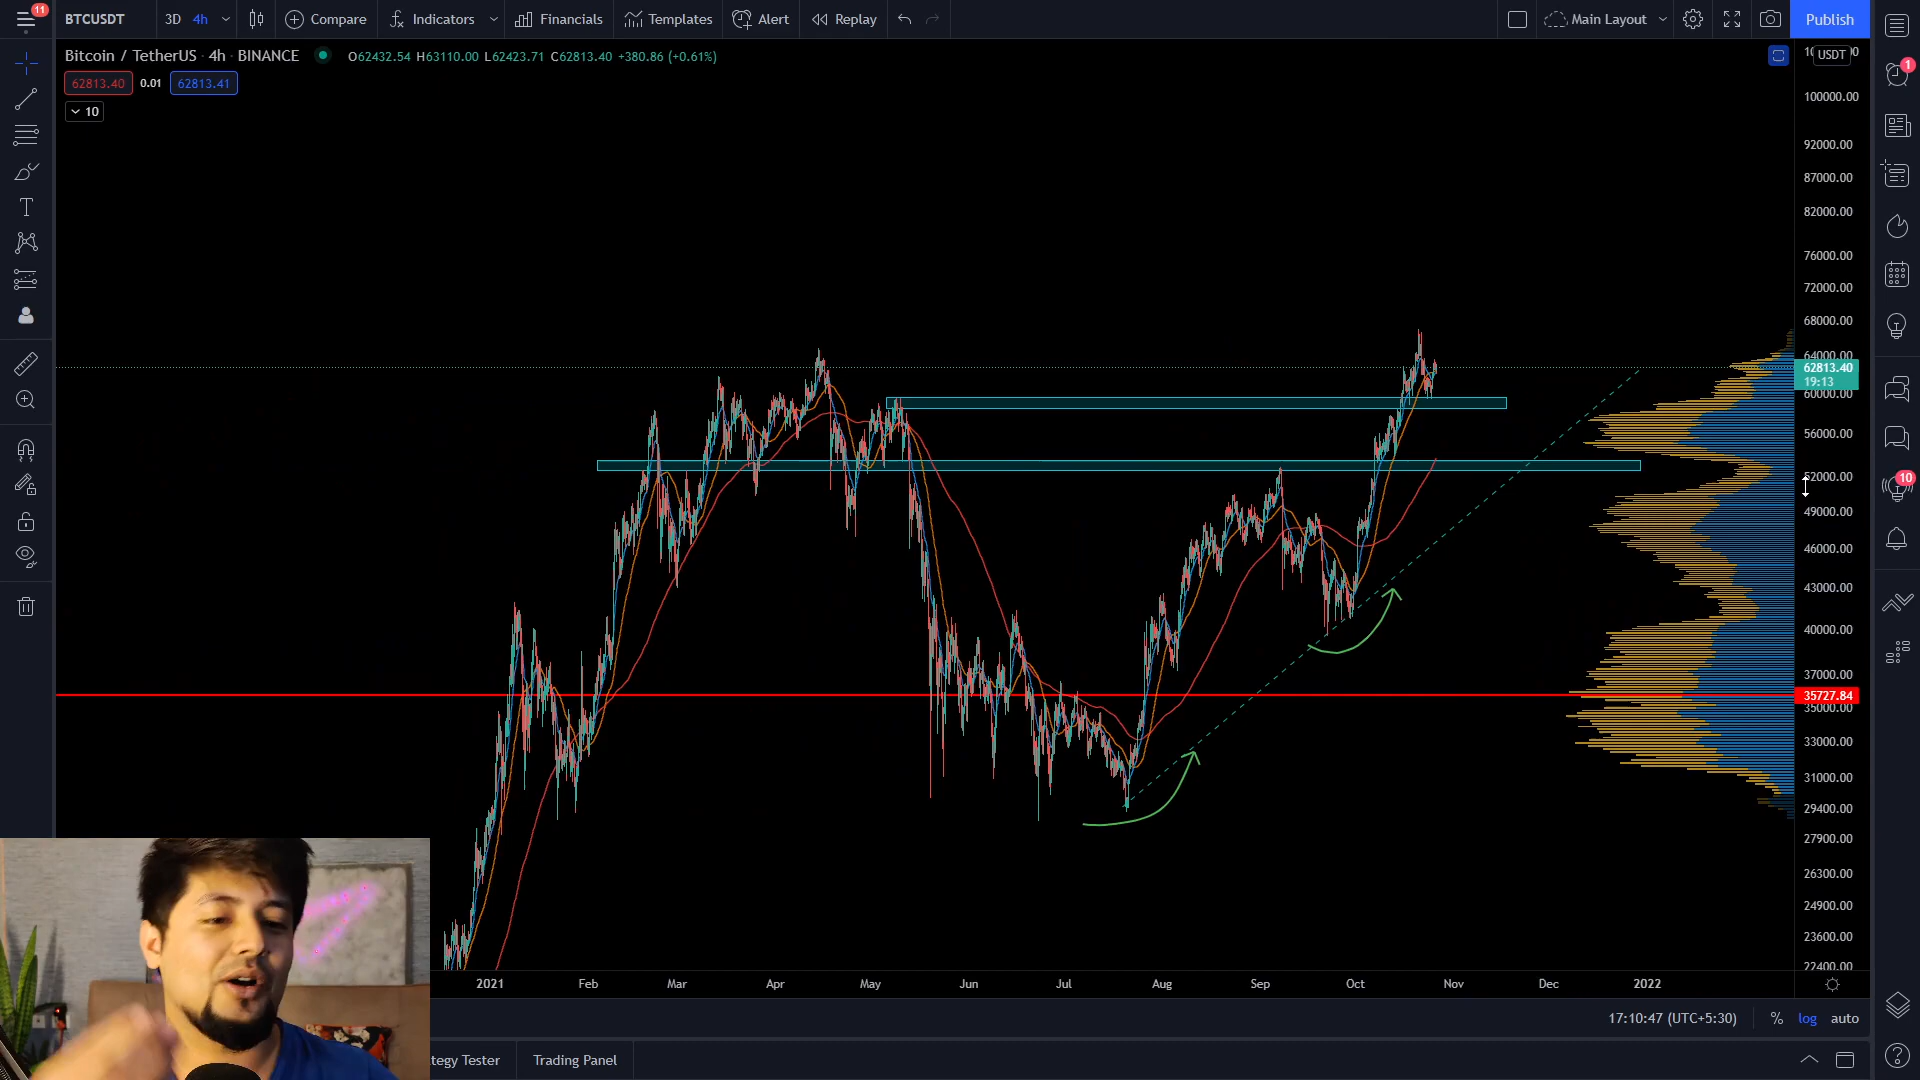 11
BTCUSDT
3D 4h
Compare
Indicators
Financials
Templates
Alert
Replay
Main Layout
Publish
Bitcoin / TetherUS · 4h · BINANCE
O62432.54 H63110.00 L62423.71 C62813.40 +380.86 (+0.61%)
62813.40 0.01 62813.41
10
USDT
100000.00
92000.00
87000.00
82000.00
76000.00
72000.00
68000.00
64000.00
62813.40
19:13
60000.00
56000.00
52000.00
49000.00
46000.00
43000.00
40000.00
37000.00
35727.84
35000.00
33000.00
31000.00
29400.00
27900.00
26300.00
24900.00
23600.00
22400.00
1
10
2021 Feb Mar Apr May Jun Jul Aug Sep Oct Nov Dec 2022
17:10:47 (UTC+5:30) % log auto
tegy Tester Trading Panel